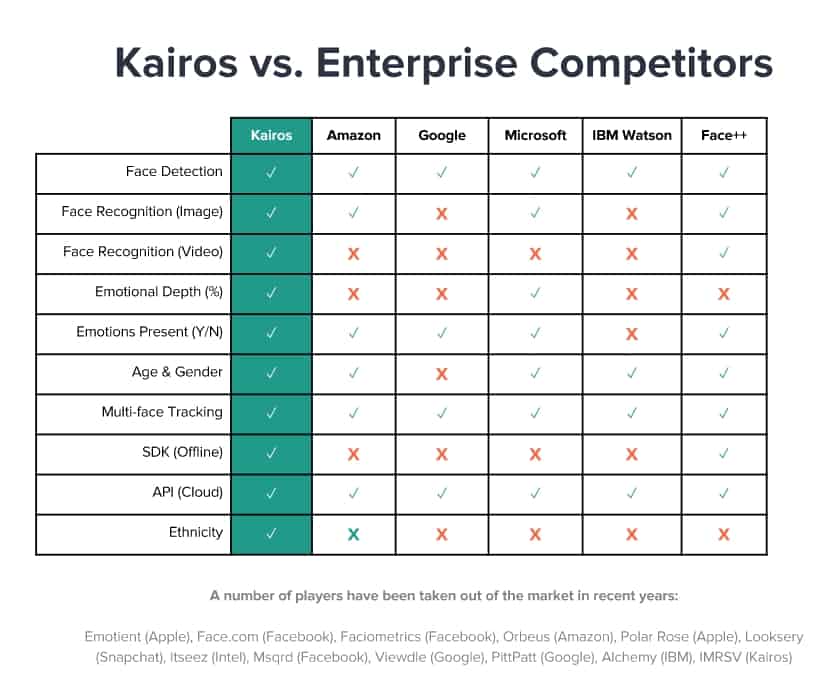 Kairos vs. Enterprise Competitors
Kairos Amazon Google Microsoft IBM Watson Face++
Face Detection ✓ ✓ ✓ ✓ ✓ ✓
Face Recognition (Image) ✓ ✓ X ✓ X ✓
Face Recognition (Video) ✓ X X X X ✓
Emotional Depth (%) ✓ X X ✓ X X
Emotions Present (Y/N) ✓ ✓ ✓ ✓ X ✓
Age & Gender ✓ ✓ X ✓ ✓ ✓
Multi-face Tracking ✓ ✓ ✓ ✓ ✓ ✓
SDK (Offline) ✓ X X X X ✓
API (Cloud) ✓ ✓ ✓ ✓ ✓ ✓
Ethnicity ✓ X X X X X
A number of players have been taken out of the market in recent years:
Emotient (Apple), Face.com (Facebook), Faciometrics (Facebook), Orbeus (Amazon), Polar Rose (Apple), Looksery
(Snapchat), Itseez (Intel), Msqrd (Facebook), Viewdle (Google), PittPatt (Google), Alchemy (IBM), IMRSV (Kairos)